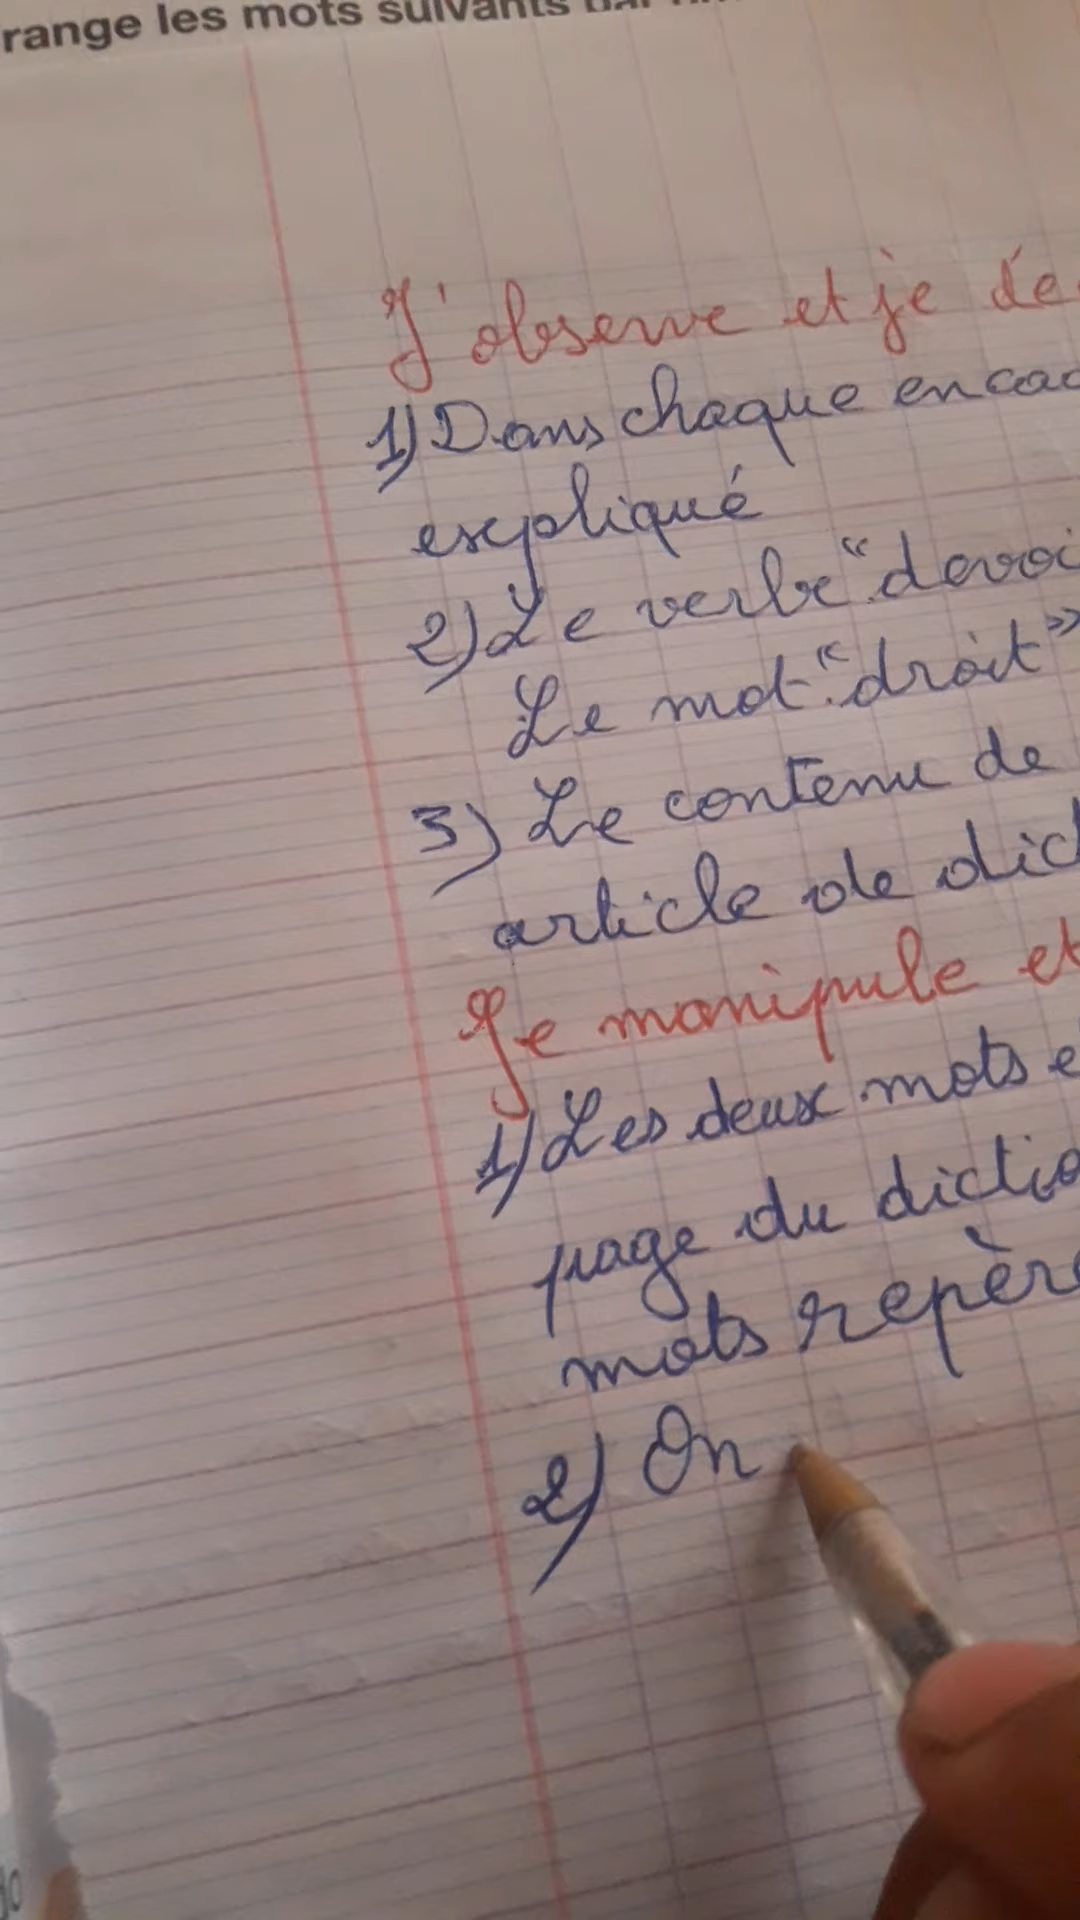 range les mots suivants par
J'observe et je dé
1) Dans chaque encad
expliqué
2) Le verbe "devoi
Le mot "droit"
3) Le contenu de
article de dict
Je manipule et
1) Les deux mots e
page du dictio
mots repère
2) On